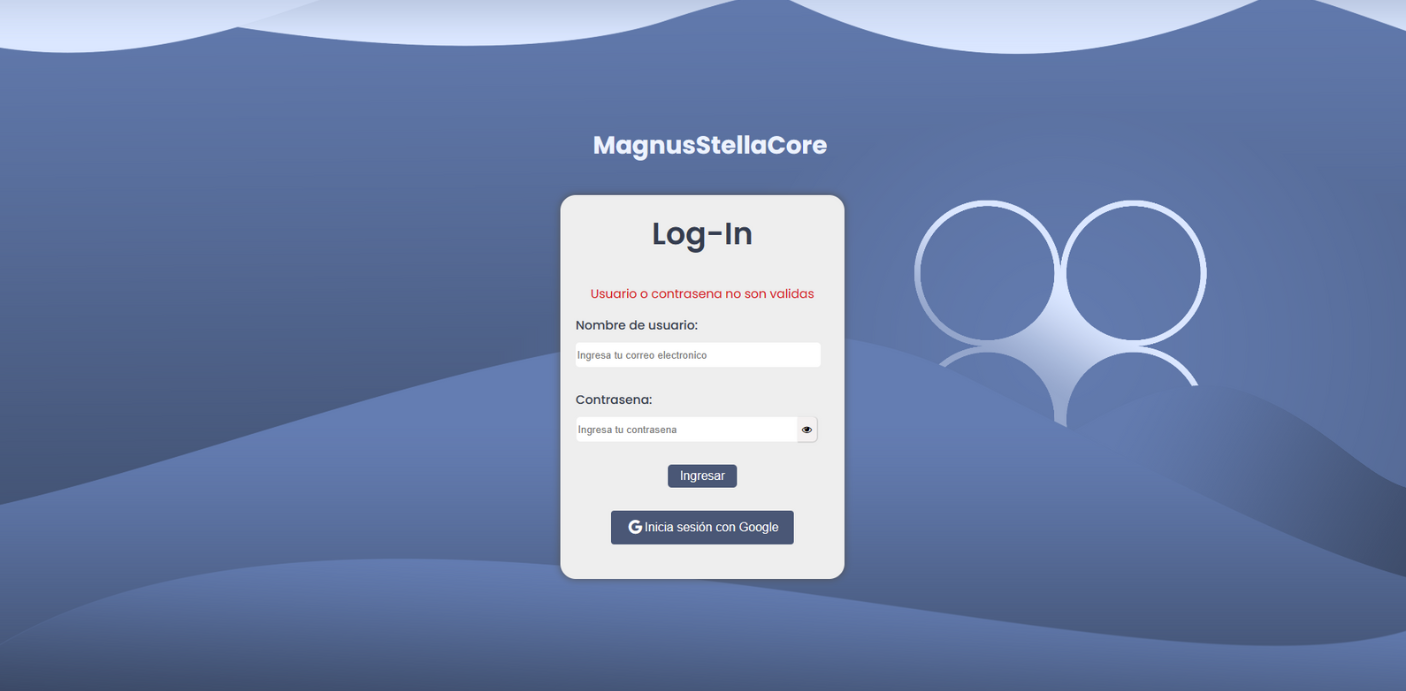 MagnusStellaCore
Log-In
Usuario o contrasena no son validas
Nombre de usuario:
Ingresa tu correo electronico
Contrasena:
Ingresa tu contrasena
Ingresar
Inicia sesión con Google